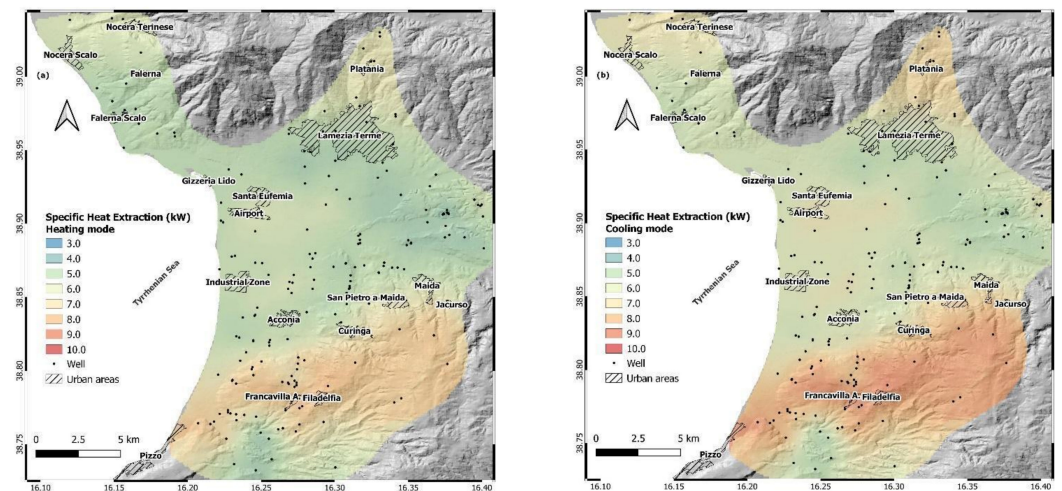 Nocera Terinese
Nocera Scalo
(a)
Falerna
Platania
Falerna Scalo
Lamezia Terme
Gizzeria Lido
Santa Eufemia
Airport
Specific Heat Extraction (kW)
Heating mode
3.0
4.0
5.0
6.0
7.0
8.0
9.0
10.0
Well
Urban areas
Tyrrhenian Sea
Industrial Zone
Maida
San Pietro a Maida
Jacurso
Acconia
Curinga
Francavilla A.
Filadelfia
Pizzo
0 2.5 5 km
39.00
38.95
38.90
38.85
38.80
38.75
16.10 16.15 16.20 16.25 16.30 16.35 16.40
Nocera Terinese
Nocera Scalo
(b)
Falerna
Platania
Falerna Scalo
Lamezia Terme
Gizzeria Lido
Santa Eufemia
Airport
Specific Heat Extraction (kW)
Cooling mode
3.0
4.0
5.0
6.0
7.0
8.0
9.0
10.0
Well
Urban areas
Tyrrhenian Sea
Industrial Zone
Maida
San Pietro a Maida
Jacurso
Acconia
Curinga
Francavilla A.
Filadelfia
Pizzo
0 2.5 5 km
39.00
38.95
38.90
38.85
38.80
38.75
16.10 16.15 16.20 16.25 16.30 16.35 16.40